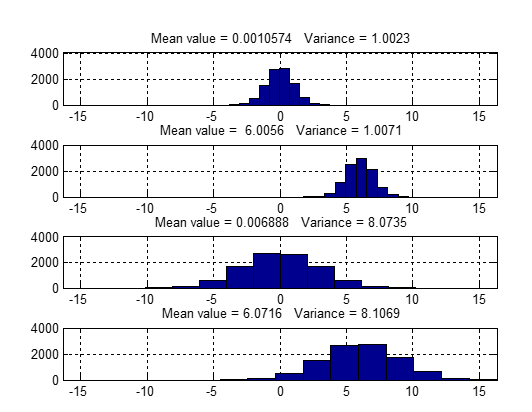 Mean value = 0.0010574   Variance = 1.0023
4000
2000
0
-15 -10 -5 0 5 10 15
Mean value =  6.0056   Variance = 1.0071
4000
2000
0
-15 -10 -5 0 5 10 15
Mean value = 0.006888   Variance = 8.0735
4000
2000
0
-15 -10 -5 0 5 10 15
Mean value = 6.0716   Variance = 8.1069
4000
2000
0
-15 -10 -5 0 5 10 15